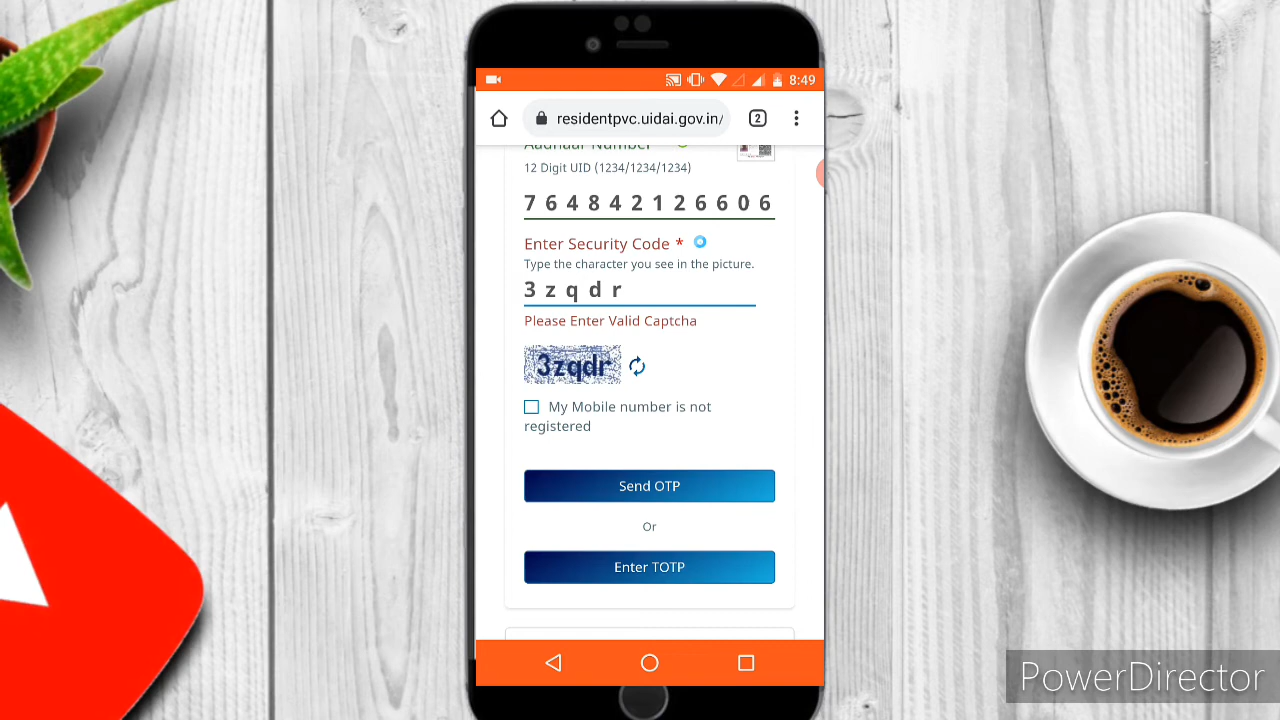 8:49
residentpvc.uidai.gov.in/
2
Aadhaar Number
12 Digit UID (1234/1234/1234)
7 6 4 8 4 2 1 2 6 6 0 6
Enter Security Code *
Type the character you see in the picture.
3 z q d r
Please Enter Valid Captcha
3zqdr
My Mobile number is not
registered
Send OTP
Or
Enter TOTP
PowerDirector